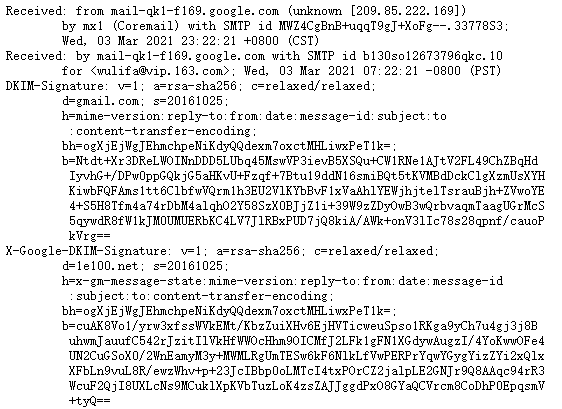 Received: from mail-qk1-f169.google.com (unknown [209.85.222.169])
by mx1 (Coremail) with SMTP id MWZ4CgBnB+uqqT9gJ+XoFg--.33778S3;
Wed, 03 Mar 2021 23:22:21 +0800 (CST)
Received: by mail-qk1-f169.google.com with SMTP id b130so12673796qkc.10
for <wulifa@vip.163.com>; Wed, 03 Mar 2021 07:22:21 -0800 (PST)
DKIM-Signature: v=1; a=rsa-sha256; c=relaxed/relaxed;
d=gmail.com; s=20161025;
h=mime-version:reply-to:from:date:message-id:subject:to
:content-transfer-encoding;
bh=ogXjEjWgJEhmchpeNiKdyQQdexm7oxctMHLiwxPeT1k=;
b=Ntdt+Xr3DReLWOINnDDD5LUbq45MswVP3ievB5XSQu+CW1RNe1AJtV2FL49ChZBqHd
IyvhG+/DPwOppGQkjG5aHKvU+Fzqf+7Btu19ddN16smiBQt5tKVMBdDckClgXzmUsXYH
KiwbFQFAms1tt6ClbfwVQrm1h3EU2VlKYbBvF1xVaAhlYEWjhjtelTsrauBjh+ZVwoYE
4+S5H8Tfm4a74rDbM4alqhO2Y58SzX0BJjZ1i+39W9zZDyOwB3wQrbvaqmTaagUGrMcS
5qywdR8fW1kJM0UMUERbKC4LV7JlRBxPUD7jQ8kiA/AWk+onV3lIc78s28qpnf/cauoP
kVrg==
X-Google-DKIM-Signature: v=1; a=rsa-sha256; c=relaxed/relaxed;
d=1e100.net; s=20161025;
h=x-gm-message-state:mime-version:reply-to:from:date:message-id
:subject:to:content-transfer-encoding;
bh=ogXjEjWgJEhmchpeNiKdyQQdexm7oxctMHLiwxPeT1k=;
b=cuAK8Vo1/yrw3xfssWVkEMt/KbzZuiXHv6EjHVTicweuSpso1RKga9yCh7u4gj3j8B
uhwmJauufC542rJzitIlVkHfWWOcHhm9OICMfJ2LFk1gFN1XGdywAugzI/4YoKwwOFe4
UN2CuGSoX0/2WnEamyM3y+MWMLRgUmTESw6kF6NlkLfVwPERPrYqwYGygYizZYi2xQlx
XFbLn9vuL8R/ewzWhv+p+23JcIBbp0oLMTcI4txPOrCZ2jalpLE2GNJr9Q8AAqc94rR3
WcuF2QjI8UXLcNs9MCuklXpKVbTuzLoK4zsZAJJggdPxO8GYaQCVrcm8CoDhP0EpqsmV
+tyQ==